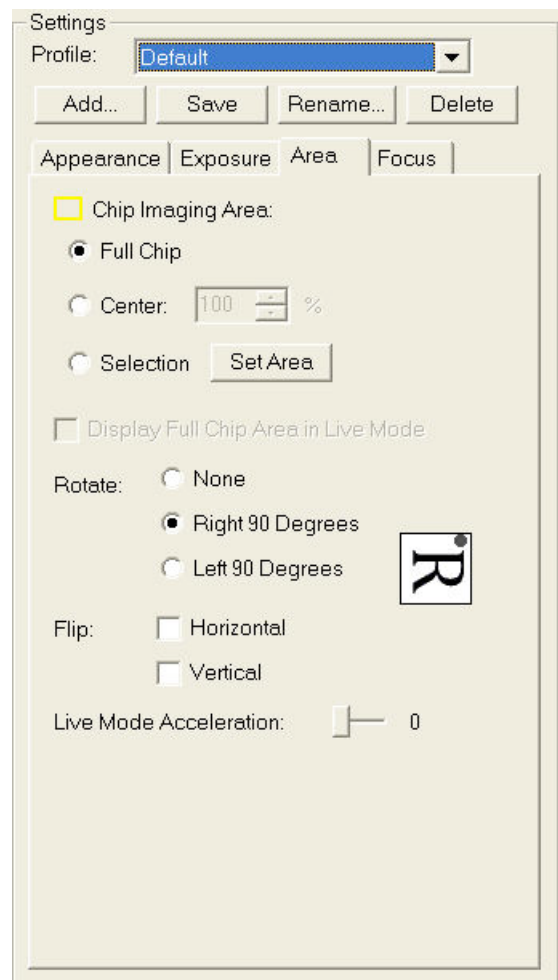 Settings
Profile: Default
Add... Save Rename... Delete
Appearance Exposure Area Focus
Chip Imaging Area:
Full Chip
Center: 100 %
Selection Set Area
Display Full Chip Area in Live Mode
Rotate: None
Right 90 Degrees
Left 90 Degrees
R
Flip: Horizontal
Vertical
Live Mode Acceleration: 0